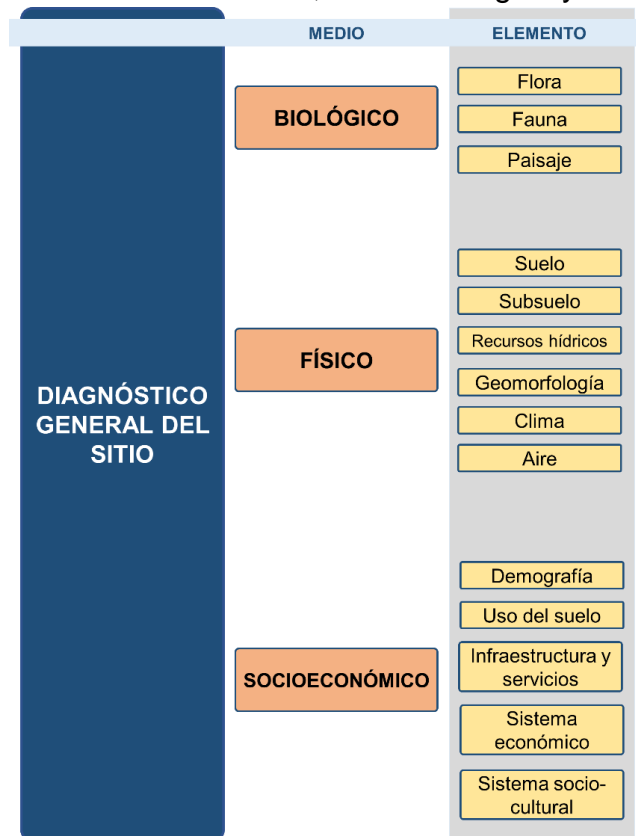 MEDIO
ELEMENTO
DIAGNÓSTICO
GENERAL DEL
SITIO
BIOLÓGICO
Flora
Fauna
Paisaje
FÍSICO
Suelo
Subsuelo
Recursos hídricos
Geomorfología
Clima
Aire
SOCIOECONÓMICO
Demografía
Uso del suelo
Infraestructura y
servicios
Sistema
económico
Sistema socio-
cultural